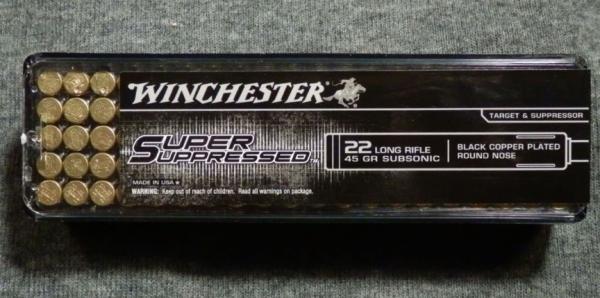 WINCHESTER
TARGET & SUPPRESSOR
SUPER
SUPPRESSED™
22 LONG RIFLE
45 GR SUBSONIC
BLACK COPPER PLATED
ROUND NOSE
MADE IN USA ★
WARNING: Keep out of reach of children. Read all warnings on package.